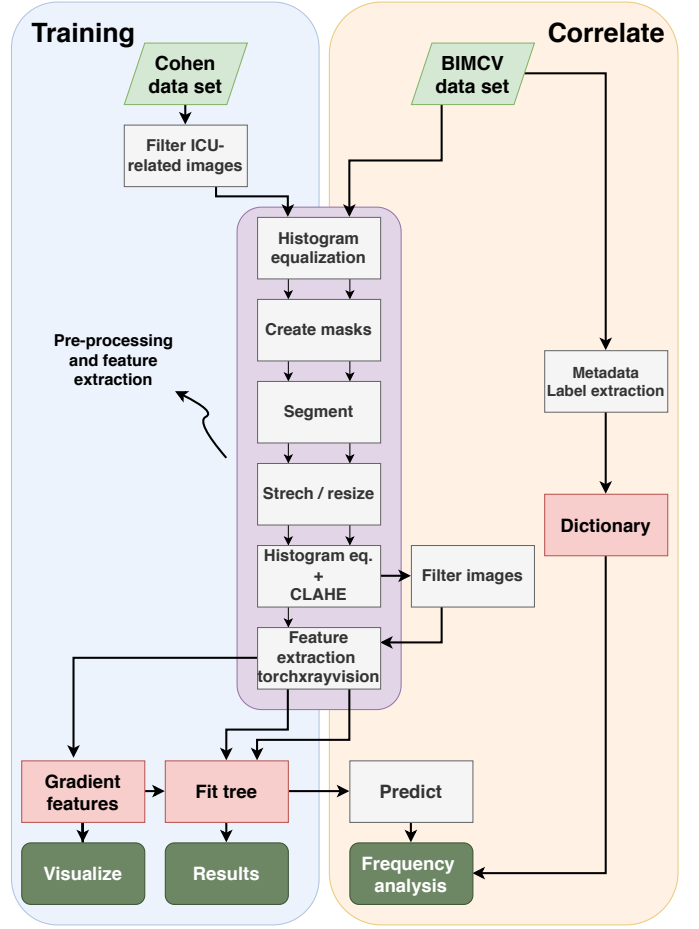 Training
Correlate
Cohen
data set
BIMCV
data set
Filter ICU-
related images
Histogram
equalization
Create masks
Pre-processing
and feature
extraction
Metadata
Label extraction
Segment
Strech / resize
Dictionary
Histogram eq.
+
CLAHE
Filter images
Feature
extraction
torchxrayvision
Gradient
features
Fit tree
Predict
Visualize
Results
Frequency
analysis